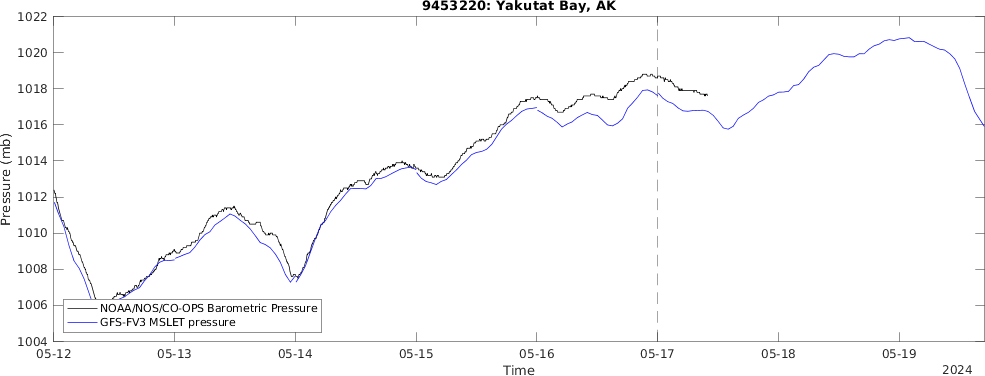 9453220: Yakutat Bay, AK
1022
1020
1018
1016
1014
1012
1010
1008
1006
1004
Pressure (mb)
NOAA/NOS/CO-OPS Barometric Pressure
GFS-FV3 MSLET pressure
05-12 05-13 05-14 05-15 05-16 05-17 05-18 05-19
Time
2024